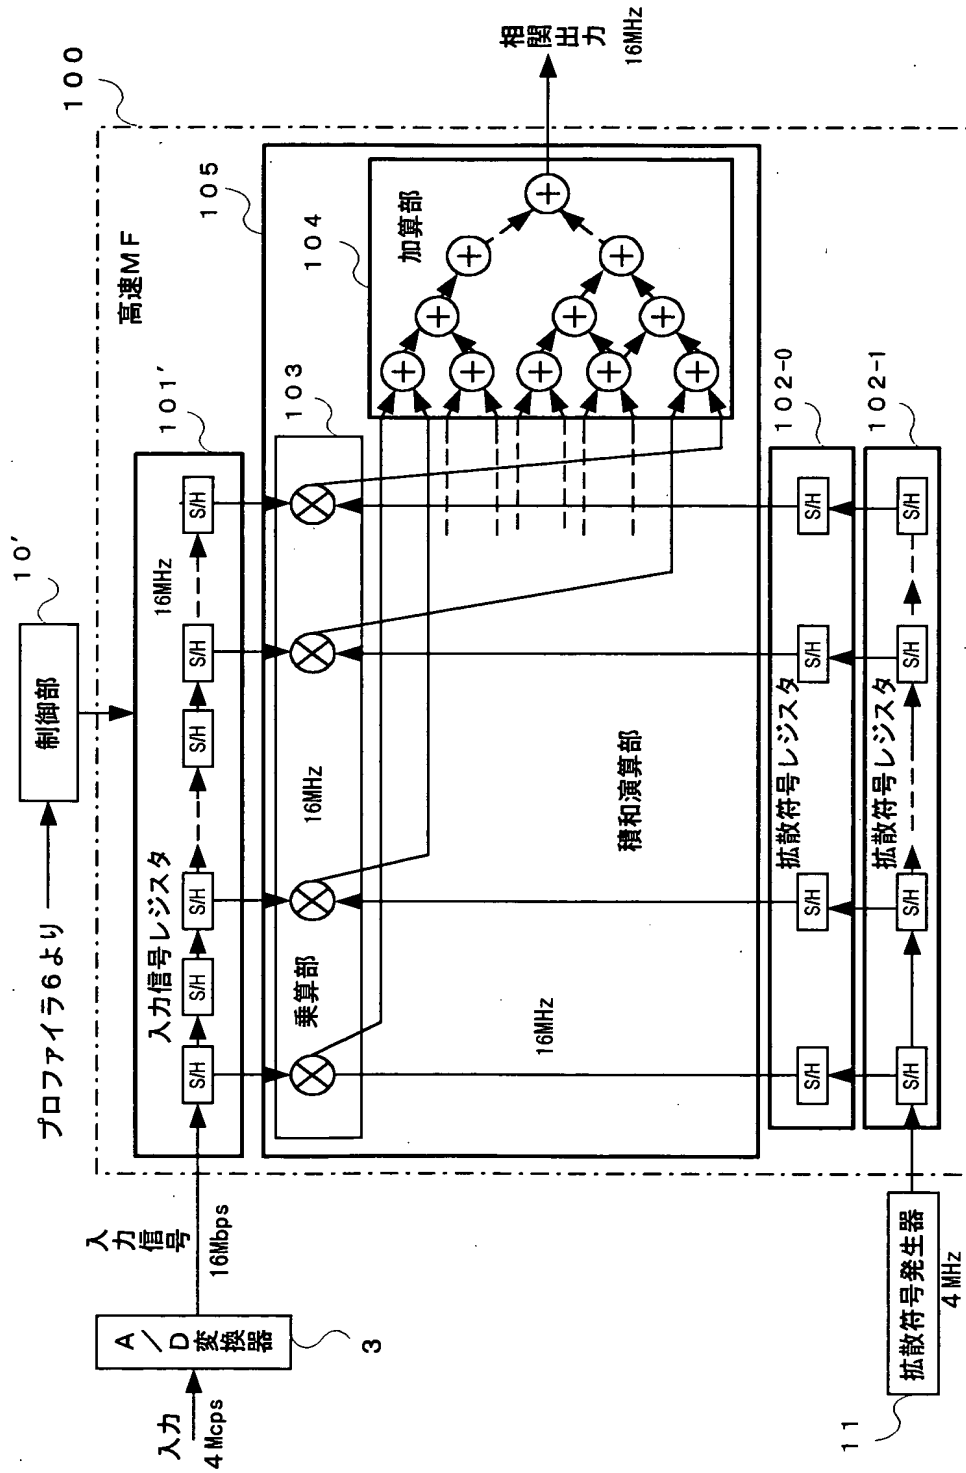 100
高速MF
10'
制御部
プロファイラ6より
101'
入力信号レジスタ
16MHz
S/H
S/H
S/H
S/H
S/H
S/H
入力
4Mcps
A/D変換器
3
入力信号
16Mbps
105
103
乗算部
16MHz
16MHz
積和演算部
104
加算部
相関出力
16MHz
102-0
拡散符号レジスタ
S/H
S/H
S/H
S/H
102-1
拡散符号レジスタ
S/H
S/H
S/H
S/H
拡散符号発生器
4MHz
11